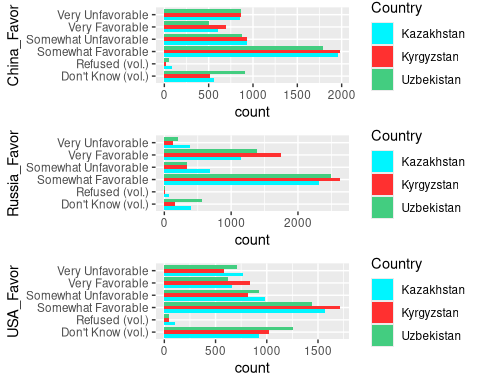 China_Favor
Very Unfavorable
Very Favorable
Somewhat Unfavorable
Somewhat Favorable
Refused (vol.)
Don't Know (vol.)
0 500 1000 1500 2000
count
Country
Kazakhstan
Kyrgyzstan
Uzbekistan
Russia_Favor
Very Unfavorable
Very Favorable
Somewhat Unfavorable
Somewhat Favorable
Refused (vol.)
Don't Know (vol.)
0 1000 2000
count
Country
Kazakhstan
Kyrgyzstan
Uzbekistan
USA_Favor
Very Unfavorable
Very Favorable
Somewhat Unfavorable
Somewhat Favorable
Refused (vol.)
Don't Know (vol.)
0 500 1000 1500
count
Country
Kazakhstan
Kyrgyzstan
Uzbekistan